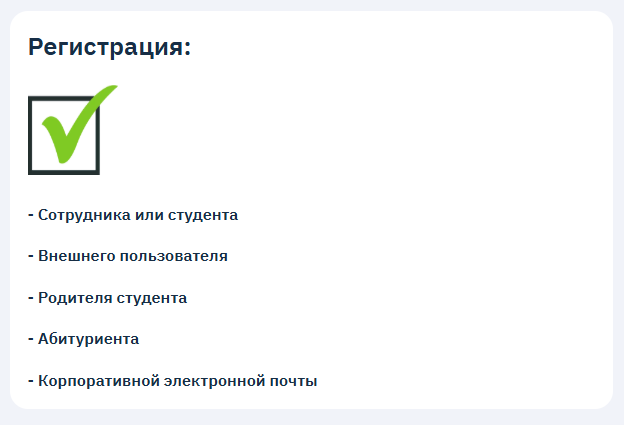 Регистрация:
- Сотрудника или студента
- Внешнего пользователя
- Родителя студента
- Абитуриента
- Корпоративной электронной почты